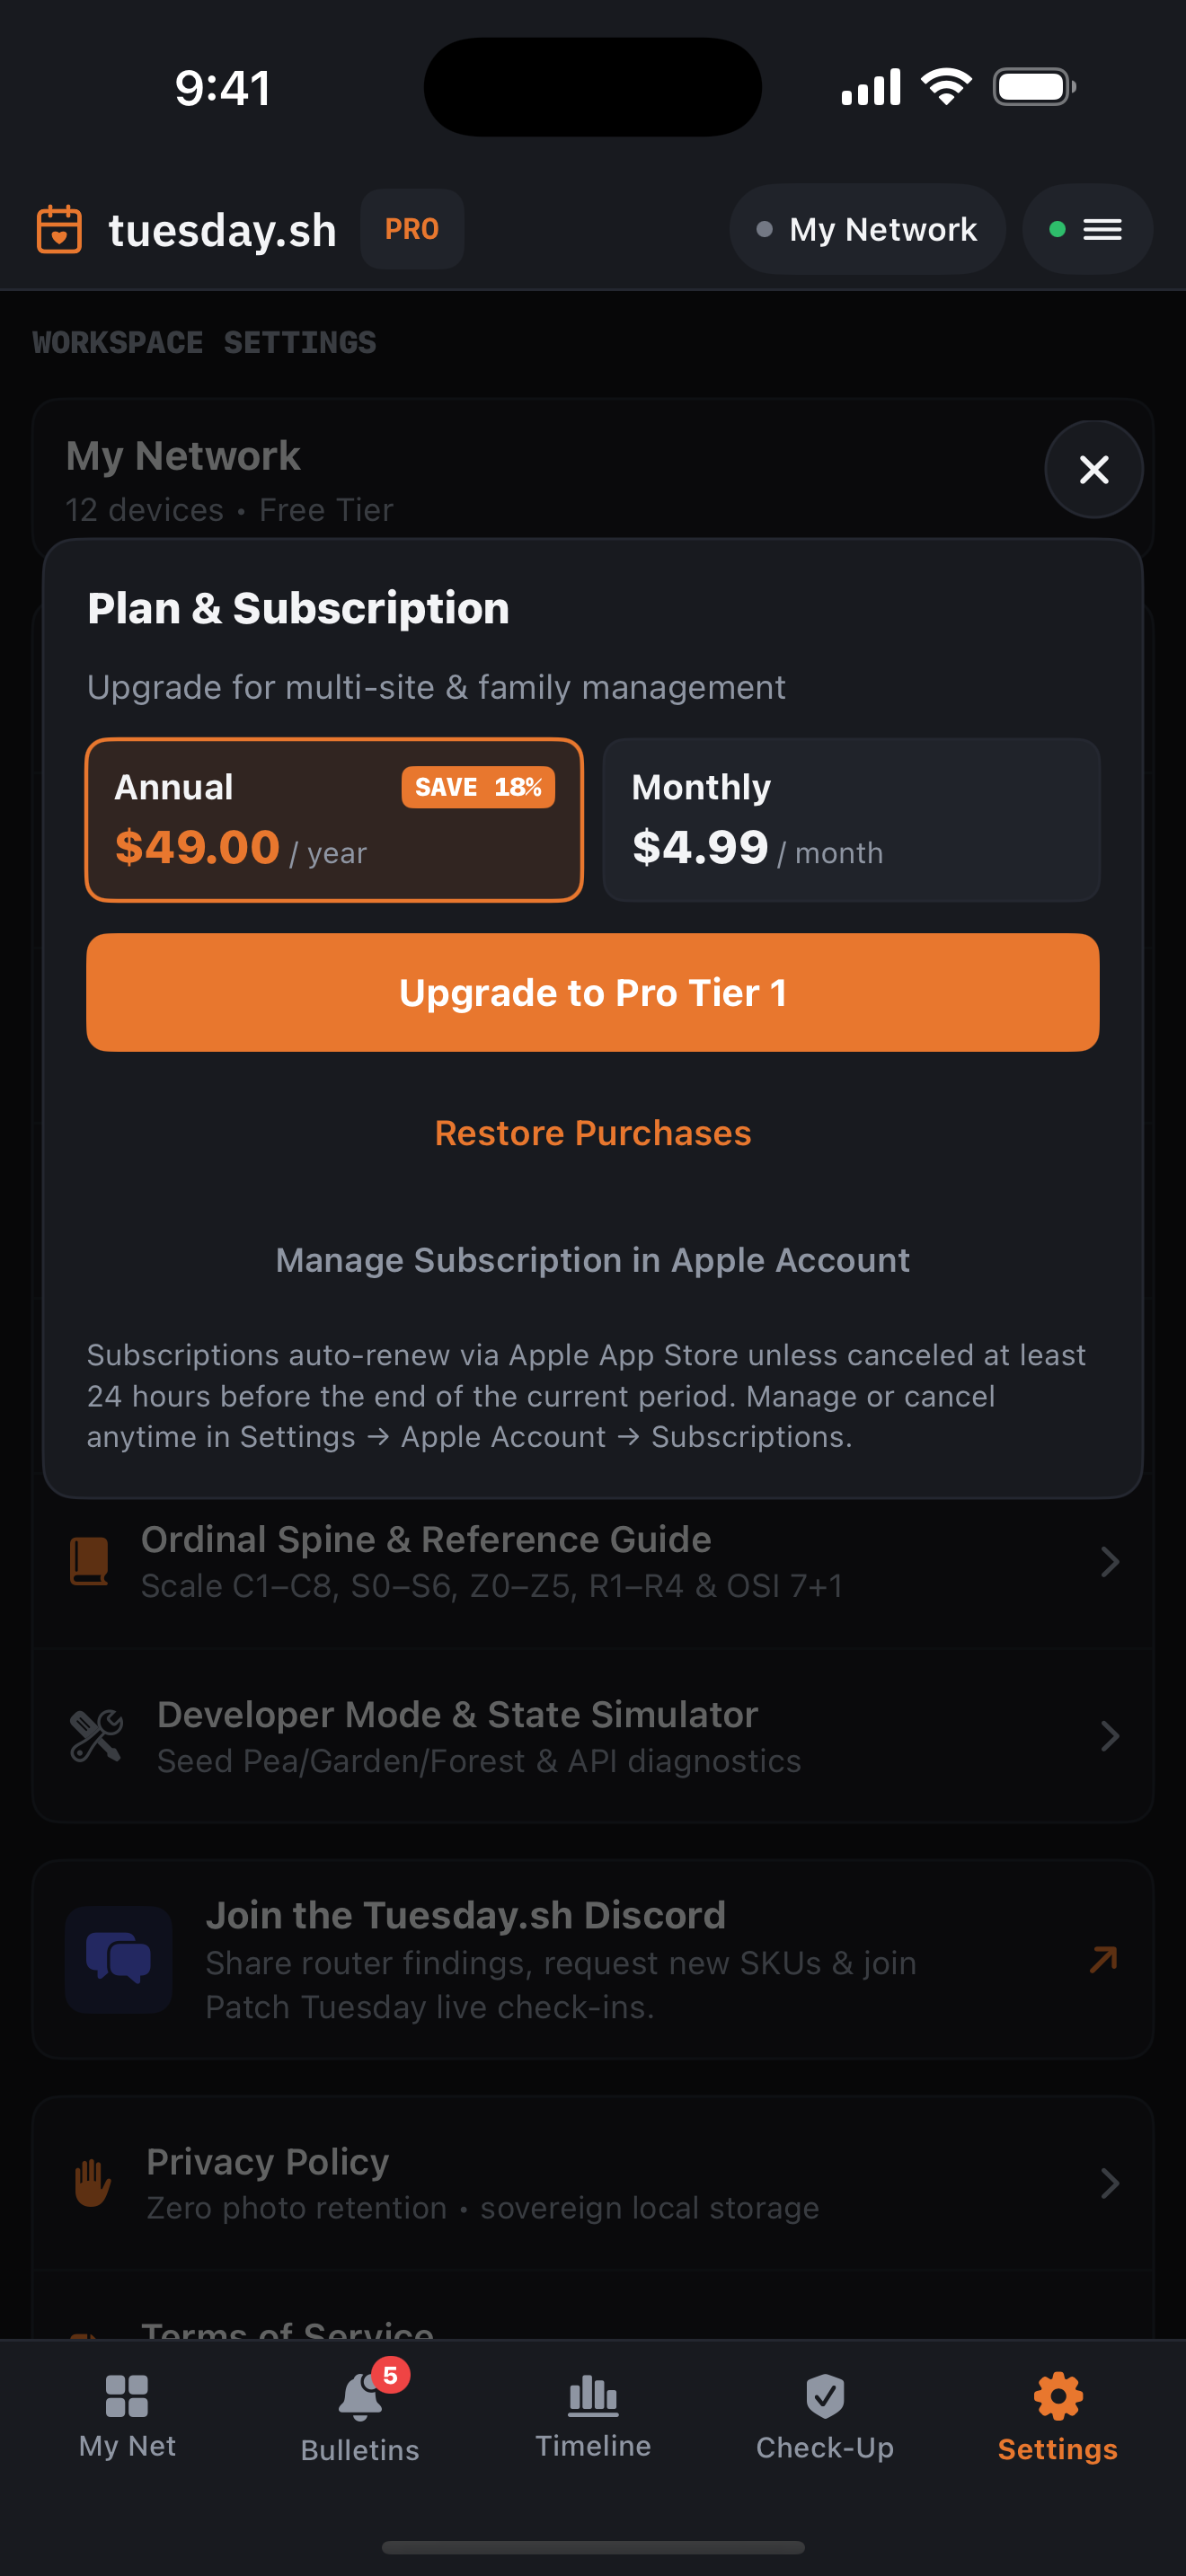 9:41
tuesday.sh PRO My Network
WORKSPACE SETTINGS
My Network
12 devices • Free Tier
Plan & Subscription
Upgrade for multi-site & family management
Annual SAVE 18%
$49.00 / year
Monthly
$4.99 / month
Upgrade to Pro Tier 1
Restore Purchases
Manage Subscription in Apple Account
Subscriptions auto-renew via Apple App Store unless canceled at least
24 hours before the end of the current period. Manage or cancel
anytime in Settings → Apple Account → Subscriptions.
Ordinal Spine & Reference Guide
Scale C1–C8, S0–S6, Z0–Z5, R1–R4 & OSI 7+1
Developer Mode & State Simulator
Seed Pea/Garden/Forest & API diagnostics
Join the Tuesday.sh Discord
Share router findings, request new SKUs & join
Patch Tuesday live check-ins.
Privacy Policy
Zero photo retention • sovereign local storage
Terms of Service
5
My Net
Bulletins
Timeline
Check-Up
Settings